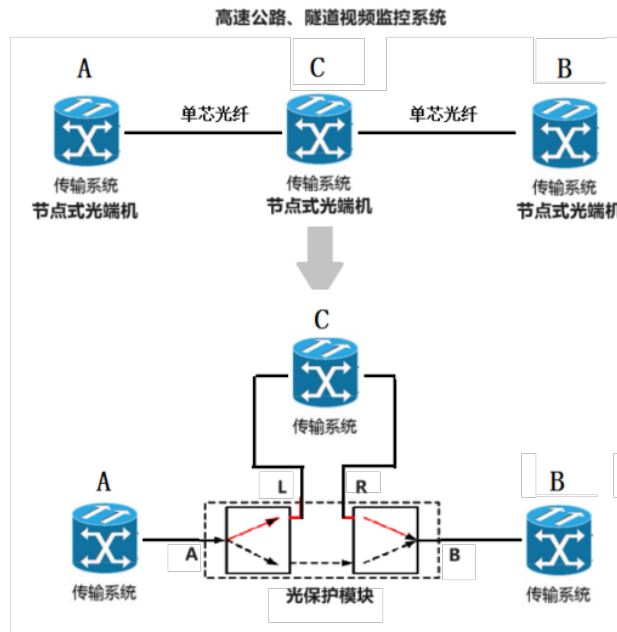 高速公路、隧道视频监控系统
A
C
B
单芯光纤
单芯光纤
传输系统
节点式光端机
传输系统
节点式光端机
传输系统
节点式光端机
C
传输系统
A
L
R
B
A
B
传输系统
光保护模块
传输系统